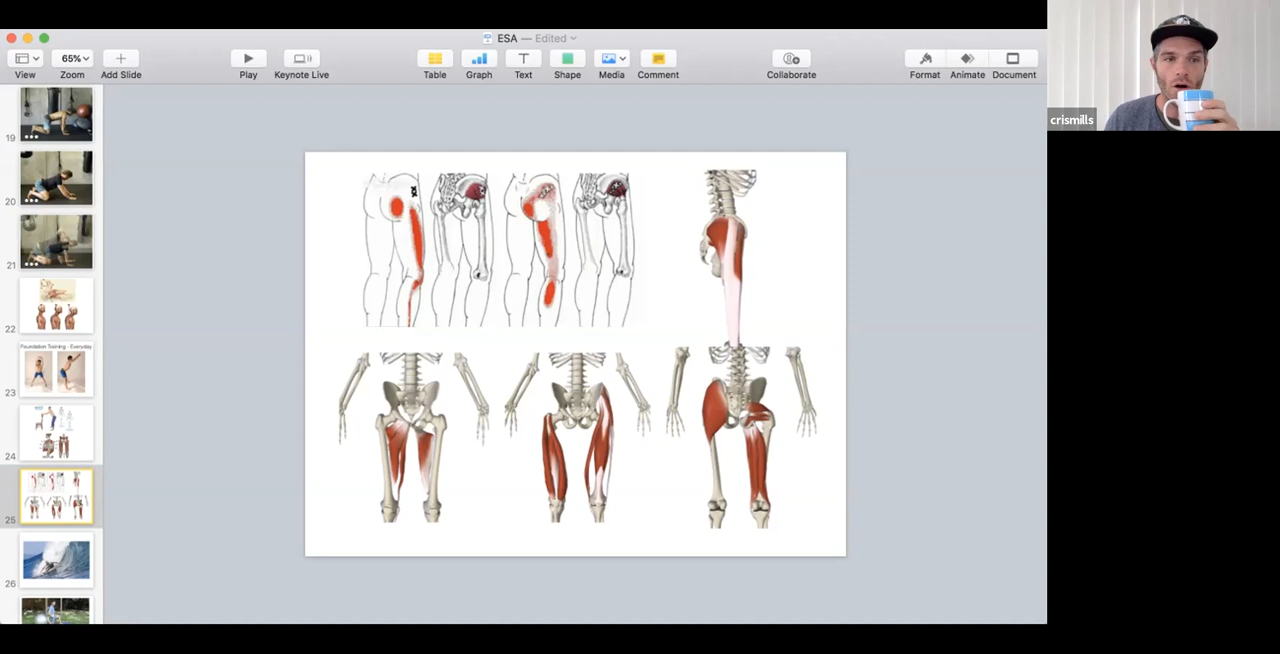 ESA — Edited
65%
View
Zoom
Add Slide
Play
Keynote Live
Table
Graph
Text
Shape
Media
Comment
Collaborate
Format
Animate
Document
crismills
19
20
21
22
Foundation Training - Everyday
23
24
25
26